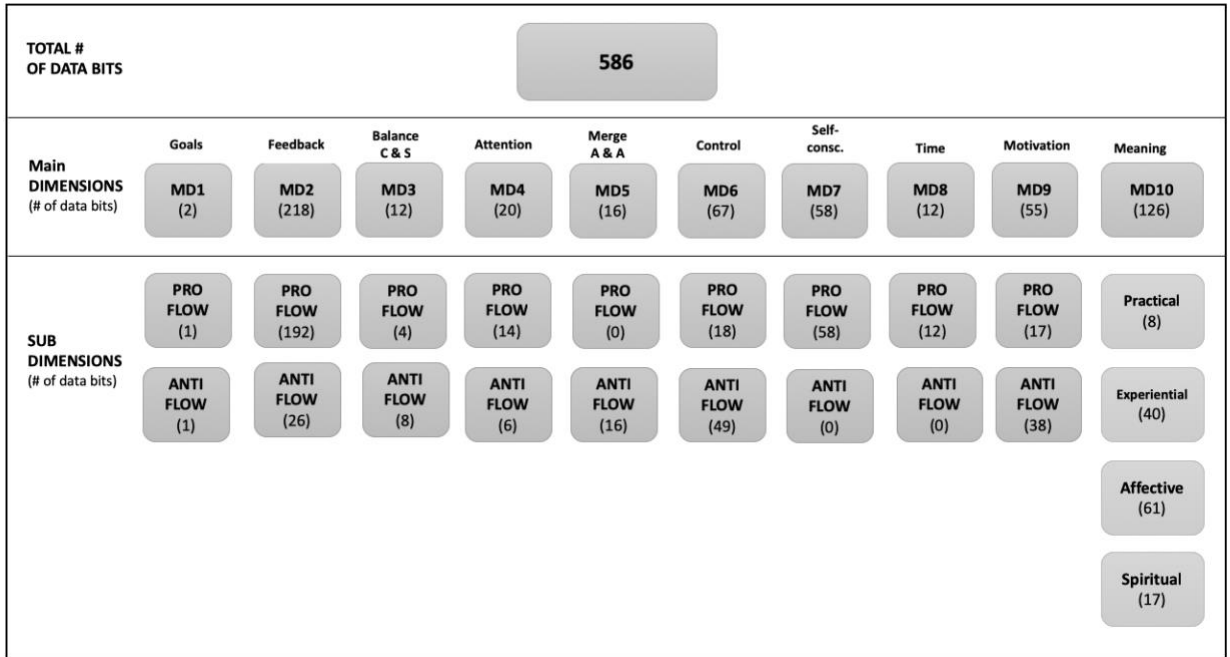 TOTAL #
OF DATA BITS
586
Main
DIMENSIONS
(# of data bits)
Goals
Feedback
Balance
C & S
Attention
Merge
A & A
Control
Self-
consc.
Time
Motivation
Meaning
MD1
(2)
MD2
(218)
MD3
(12)
MD4
(20)
MD5
(16)
MD6
(67)
MD7
(58)
MD8
(12)
MD9
(55)
MD10
(126)
SUB
DIMENSIONS
(# of data bits)
PRO
FLOW
(1)
PRO
FLOW
(192)
PRO
FLOW
(4)
PRO
FLOW
(14)
PRO
FLOW
(0)
PRO
FLOW
(18)
PRO
FLOW
(58)
PRO
FLOW
(12)
PRO
FLOW
(17)
Practical
(8)
ANTI
FLOW
(1)
ANTI
FLOW
(26)
ANTI
FLOW
(8)
ANTI
FLOW
(6)
ANTI
FLOW
(16)
ANTI
FLOW
(49)
ANTI
FLOW
(0)
ANTI
FLOW
(0)
ANTI
FLOW
(38)
Experiential
(40)
Affective
(61)
Spiritual
(17)